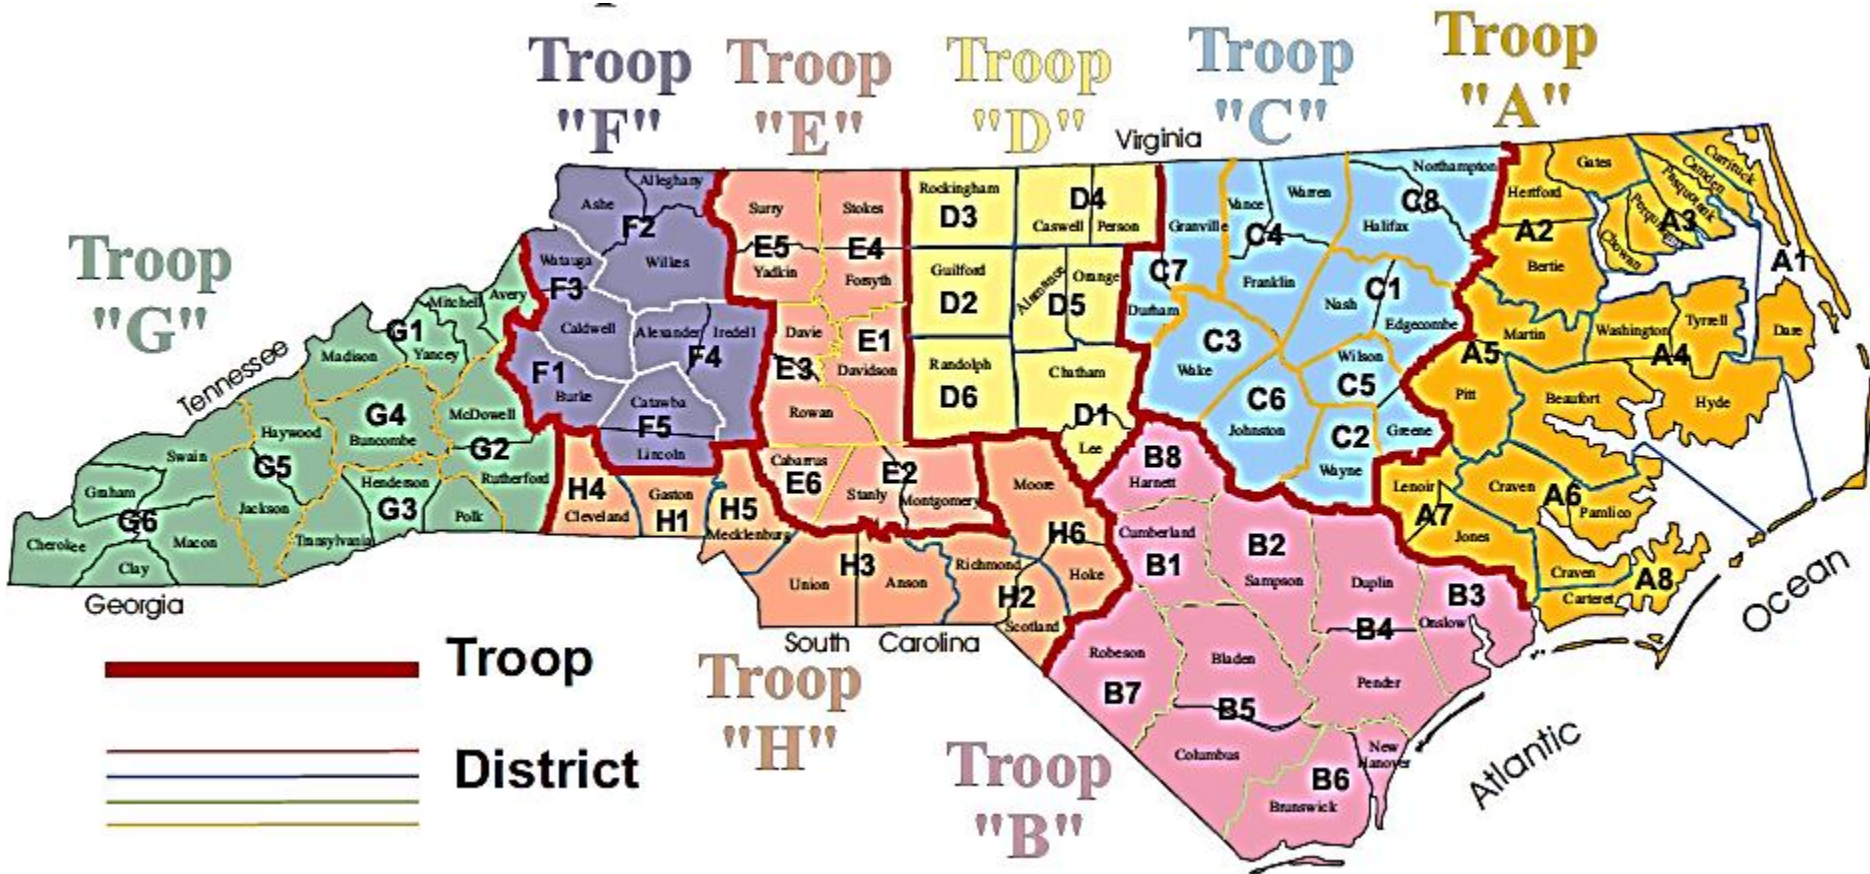 Troop
"F"
Troop
"E"
Troop
"D"
Troop
"C"
Troop
"A"
Troop
"G"
Troop
"H"
Troop
"B"
Virginia
Tennessee
Georgia
South Carolina
Atlantic
Ocean
Ashe
Alleghany
F2
Wilkes
Watauga
F3
Caldwell
Alexander
Iredell
F4
F1
Burke
Catawba
F5
Lincoln
Surry
Stokes
E5
E4
Yadkin
Forsyth
Davie
E1
E3
Davidson
Rowan
Cabarrus
E6
E2
Stanly
Montgomery
Rockingham
D3
D4
Caswell
Person
Guilford
D2
Alamance
Orange
D5
Randolph
D6
Chatham
D1
Lee
Granville
Vance
Warren
Northampton
C8
Halifax
C4
C7
Franklin
Durham
Nash
C1
Edgecombe
C3
Wake
Wilson
C5
C6
Johnston
C2
Wayne
Greene
Hertford
Gates
Camden
Currituck
Pasquotank
A3
Chowan
A2
Bertie
A1
Martin
Washington
Tyrrell
Dare
A5
A4
Pitt
Beaufort
Hyde
Lenoir
Craven
A6
Pamlico
A7
Jones
Craven
A8
Carteret
Mitchell
Avery
G1
Madison
Yancey
G4
Buncombe
McDowell
G2
Haywood
Swain
G5
Rutherford
Graham
Henderson
G3
Jackson
Polk
G6
Cherokee
Macon
Transylvania
Clay
H4
Cleveland
Gaston
H1
H5
Mecklenburg
Moore
H6
H3
Union
Anson
Richmond
Hoke
H2
Scotland
B8
Harnett
Cumberland
B1
B2
Sampson
Duplin
B3
Onslow
B4
Robeson
Bladen
Pender
B7
B5
Columbus
New
Hanover
B6
Brunswick
Troop
District